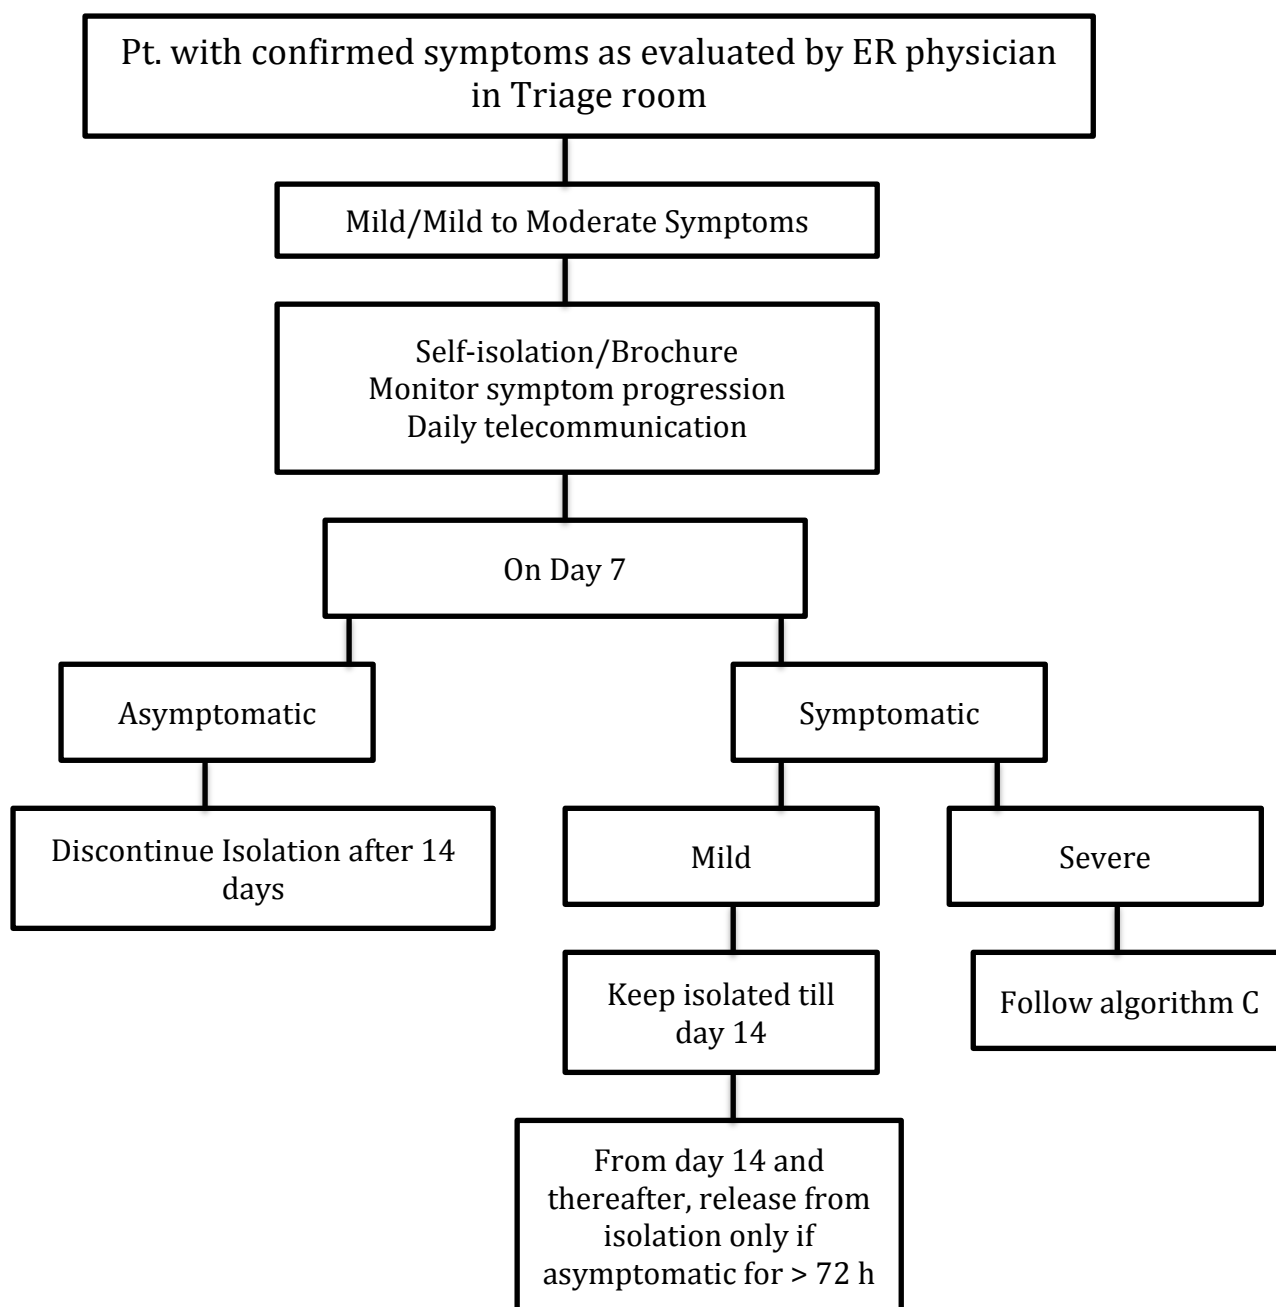 Pt. with confirmed symptoms as evaluated by ER physician
in Triage room
Mild/Mild to Moderate Symptoms
Self-isolation/Brochure
Monitor symptom progression
Daily telecommunication
On Day 7
Asymptomatic
Symptomatic
Discontinue Isolation after 14
days
Mild
Severe
Keep isolated till
day 14
Follow algorithm C
From day 14 and
thereafter, release from
isolation only if
asymptomatic for > 72 h